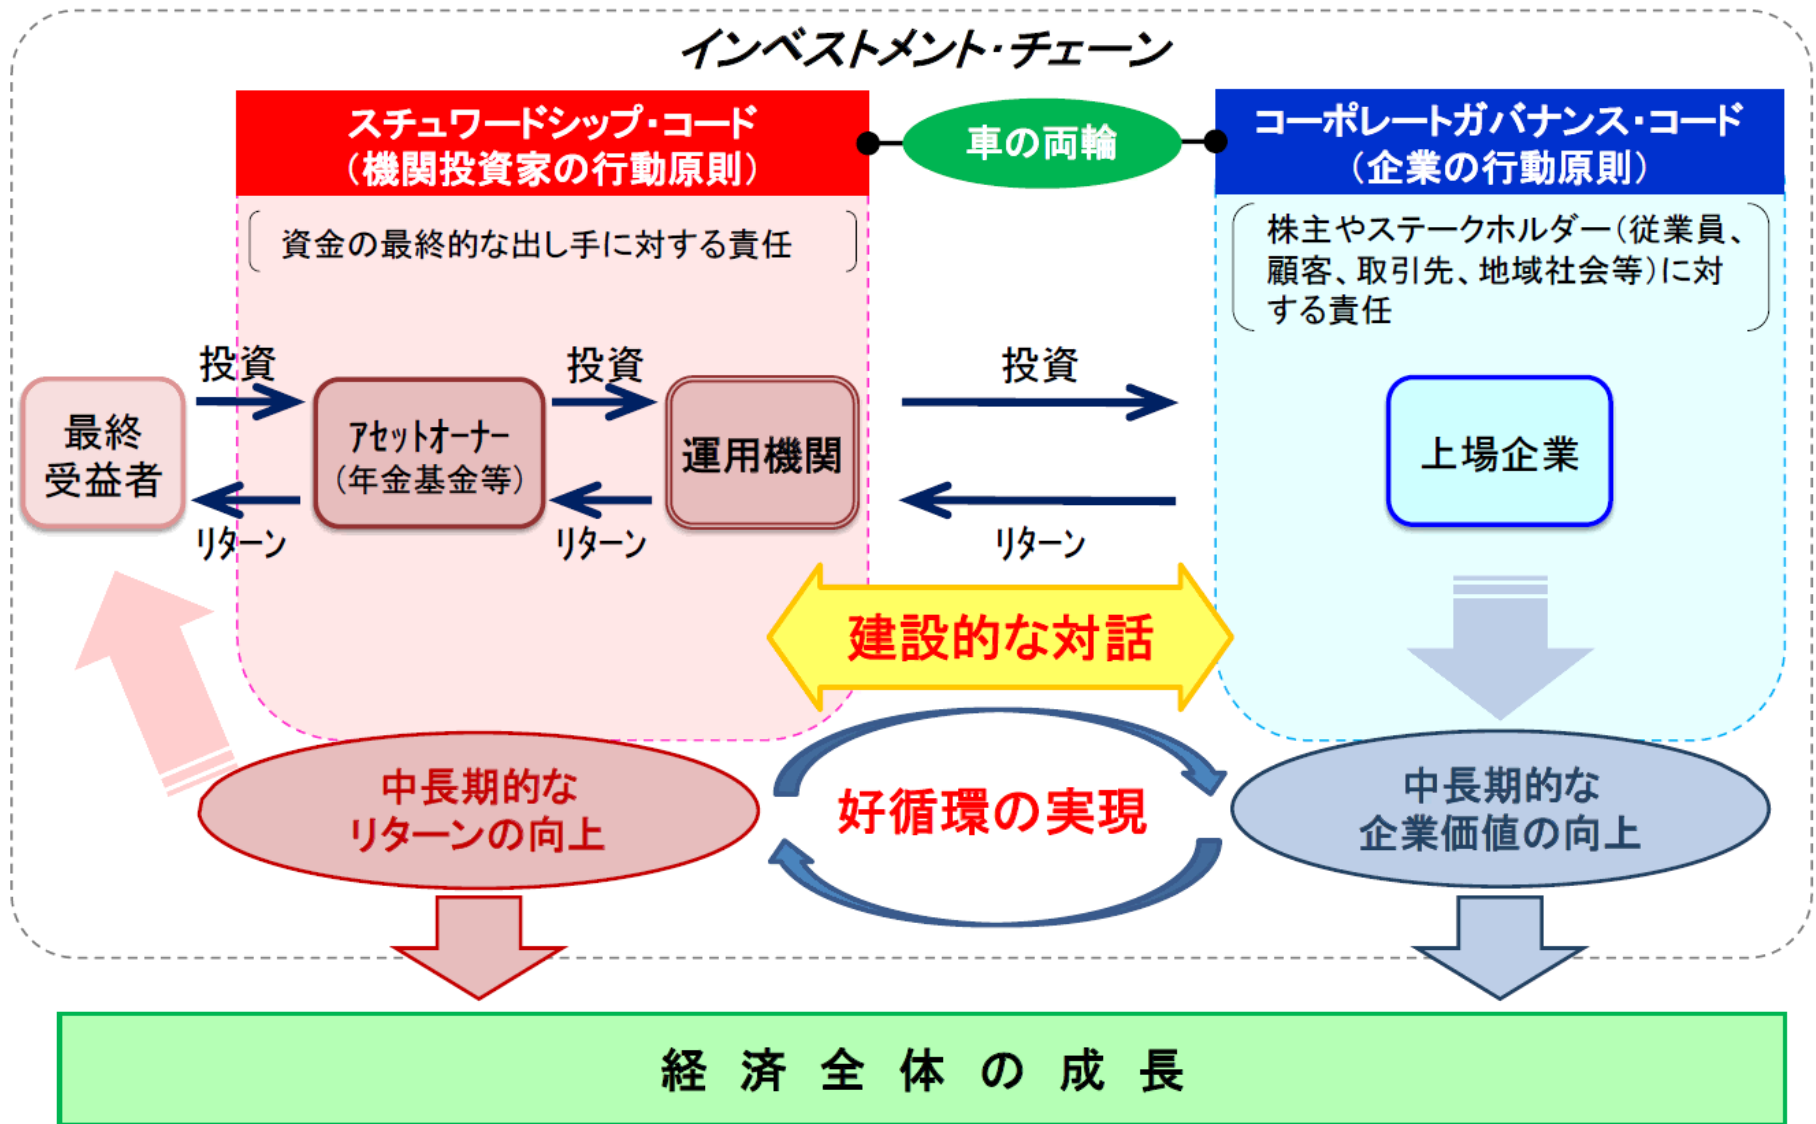 インベストメント・チェーン
スチュワードシップ・コード
（機関投資家の行動原則）
車の両輪
コーポレートガバナンス・コード
（企業の行動原則）
資金の最終的な出し手に対する責任
株主やステークホルダー（従業員、
顧客、取引先、地域社会等）に対
する責任
投資
投資
投資
最終
受益者
アセットオーナー
（年金基金等）
運用機関
上場企業
リターン
リターン
リターン
建設的な対話
中長期的な
リターンの向上
好循環の実現
中長期的な
企業価値の向上
経済全体の成長